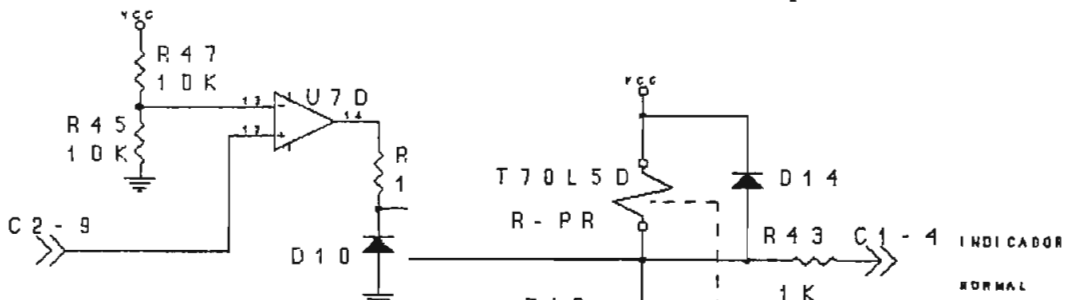 VCC
R47
10K
U7D
13
14
12
R45
10K
VCC
R
1
T70L5D
D14
R-PR
C2-9
R43
C1-4
INDICADOR
D10
NORMAL
1K